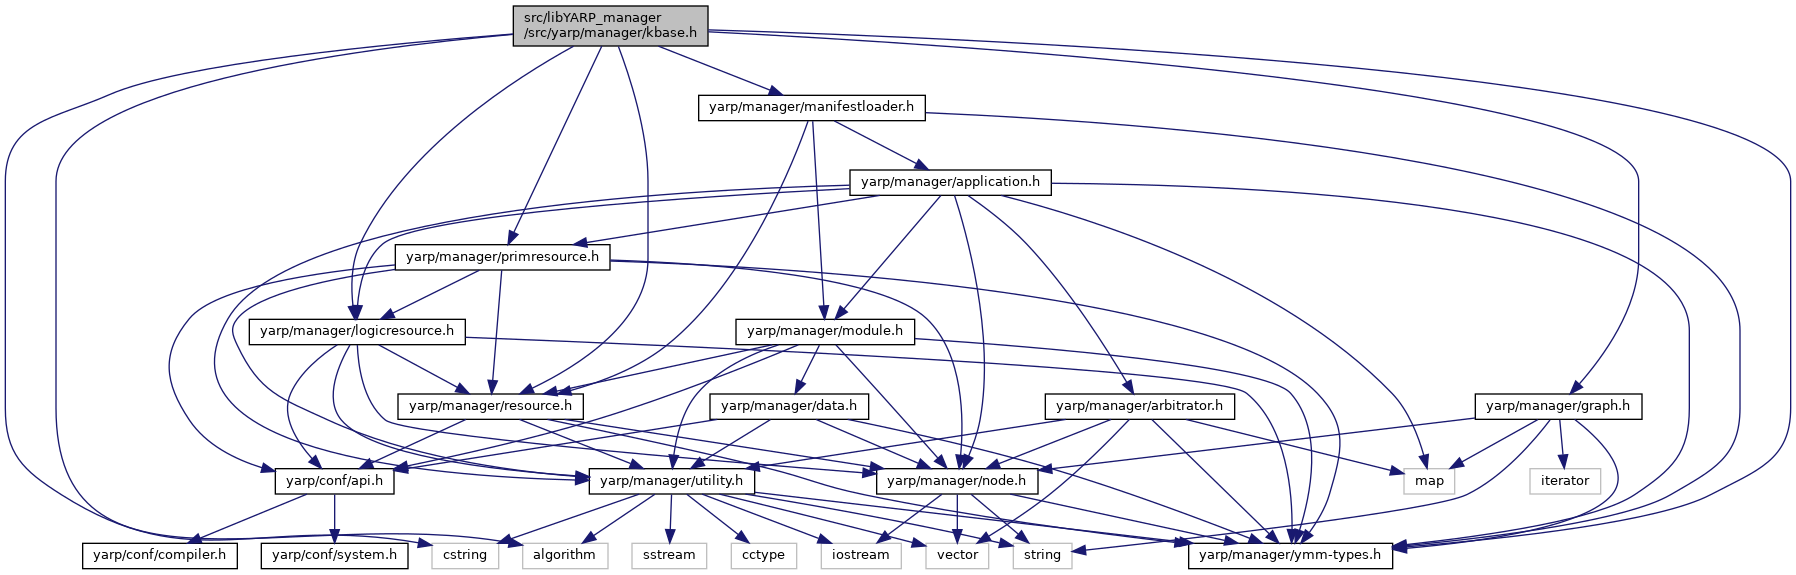 src/libYARP_manager
/src/yarp/manager/kbase.h
yarp/manager/manifestloader.h
yarp/manager/application.h
yarp/manager/primresource.h
yarp/manager/logicresource.h
yarp/manager/module.h
yarp/manager/resource.h
yarp/manager/data.h
yarp/manager/arbitrator.h
yarp/manager/graph.h
yarp/conf/api.h
yarp/manager/utility.h
yarp/manager/node.h
map
iterator
yarp/conf/compiler.h
yarp/conf/system.h
cstring
algorithm
sstream
cctype
iostream
vector
string
yarp/manager/ymm-types.h